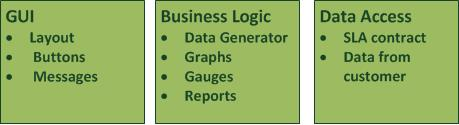 GUI
• Layout
• Buttons
• Messages
Business Logic
• Data Generator
• Graphs
• Gauges
• Reports
Data Access
• SLA contract
• Data from
customer